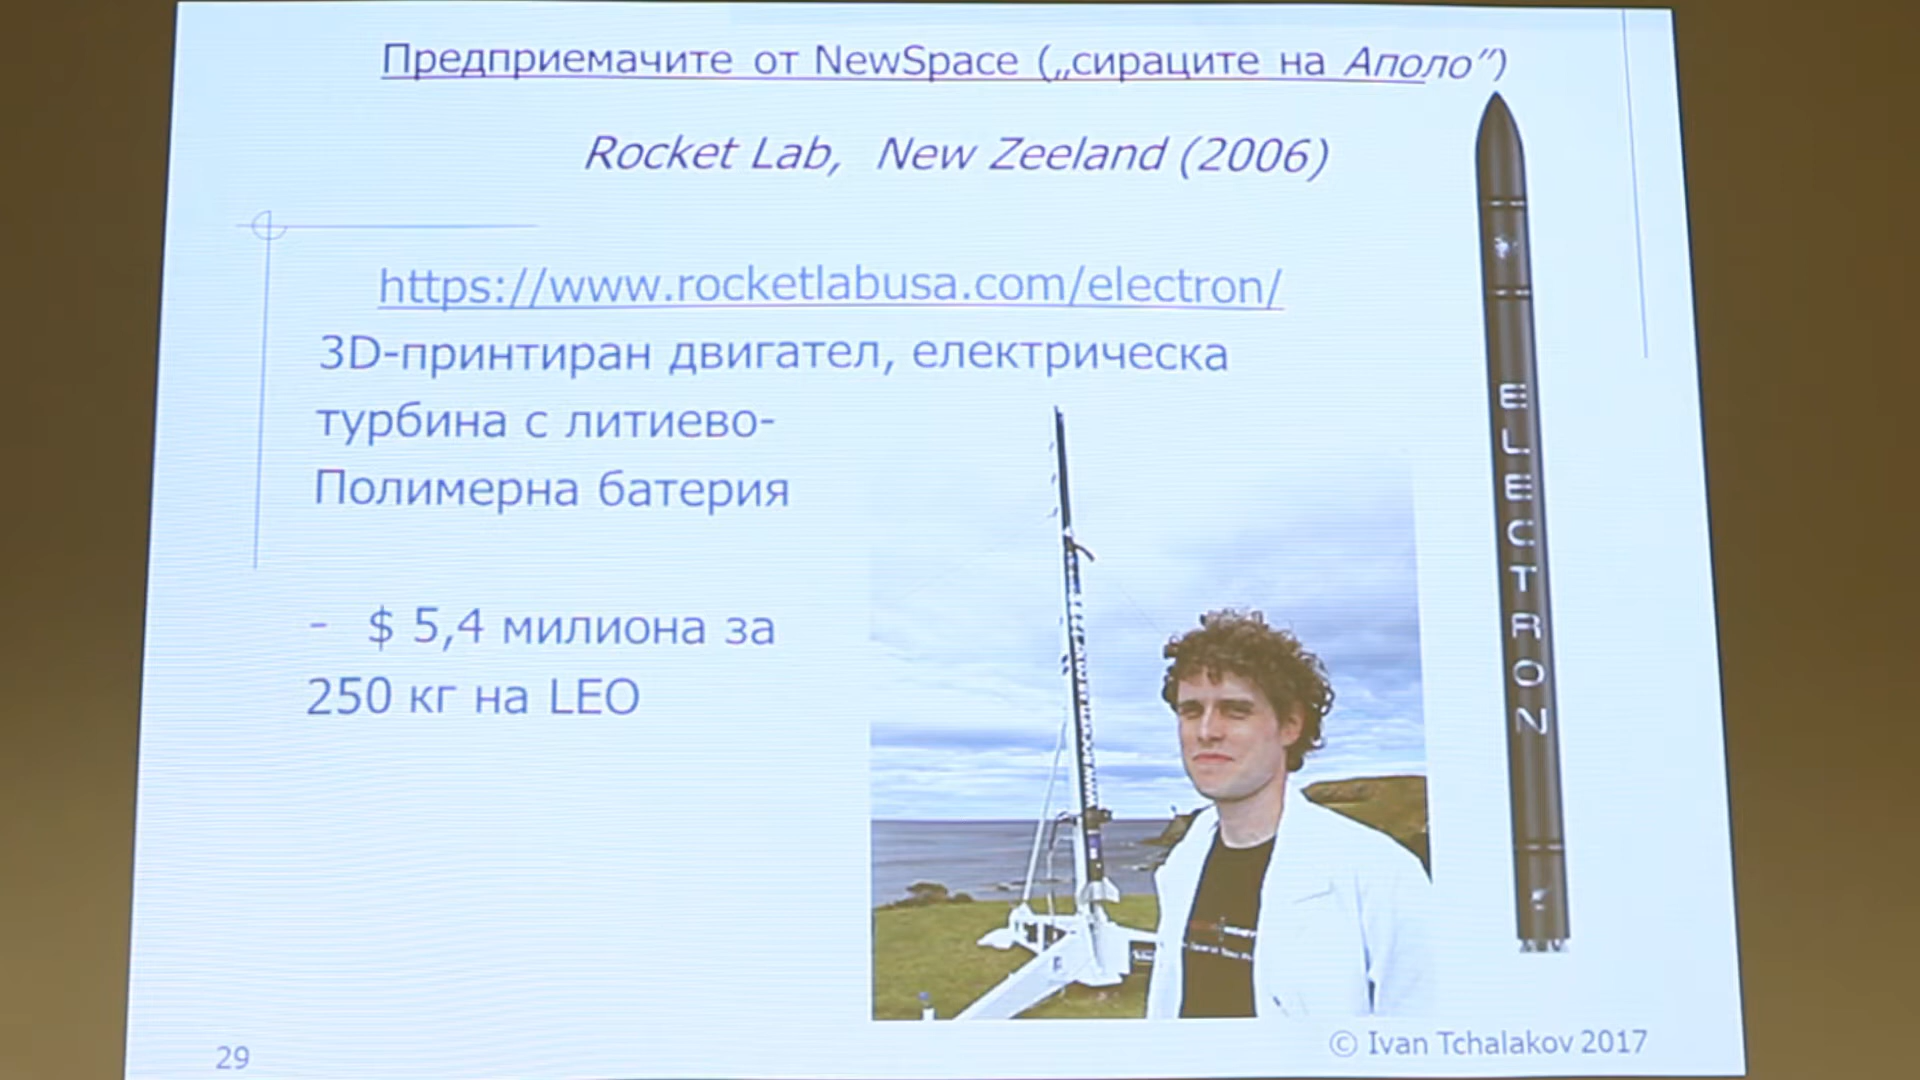 Предприемачите от NewSpace („сираците на Аполо”)
Rocket Lab, New Zeeland (2006)
https://www.rocketlabusa.com/electron/
3D-принтиран двигател, електрическа
турбина с литиево-
Полимерна батерия
- $ 5,4 милиона за
250 кг на LEO
ELECTRON
29
© Ivan Tchalakov 2017